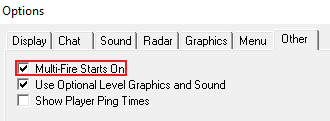 Options
Display Chat Sound Radar Graphics Menu Other
Multi-Fire Starts On
Use Optional Level Graphics and Sound
Show Player Ping Times